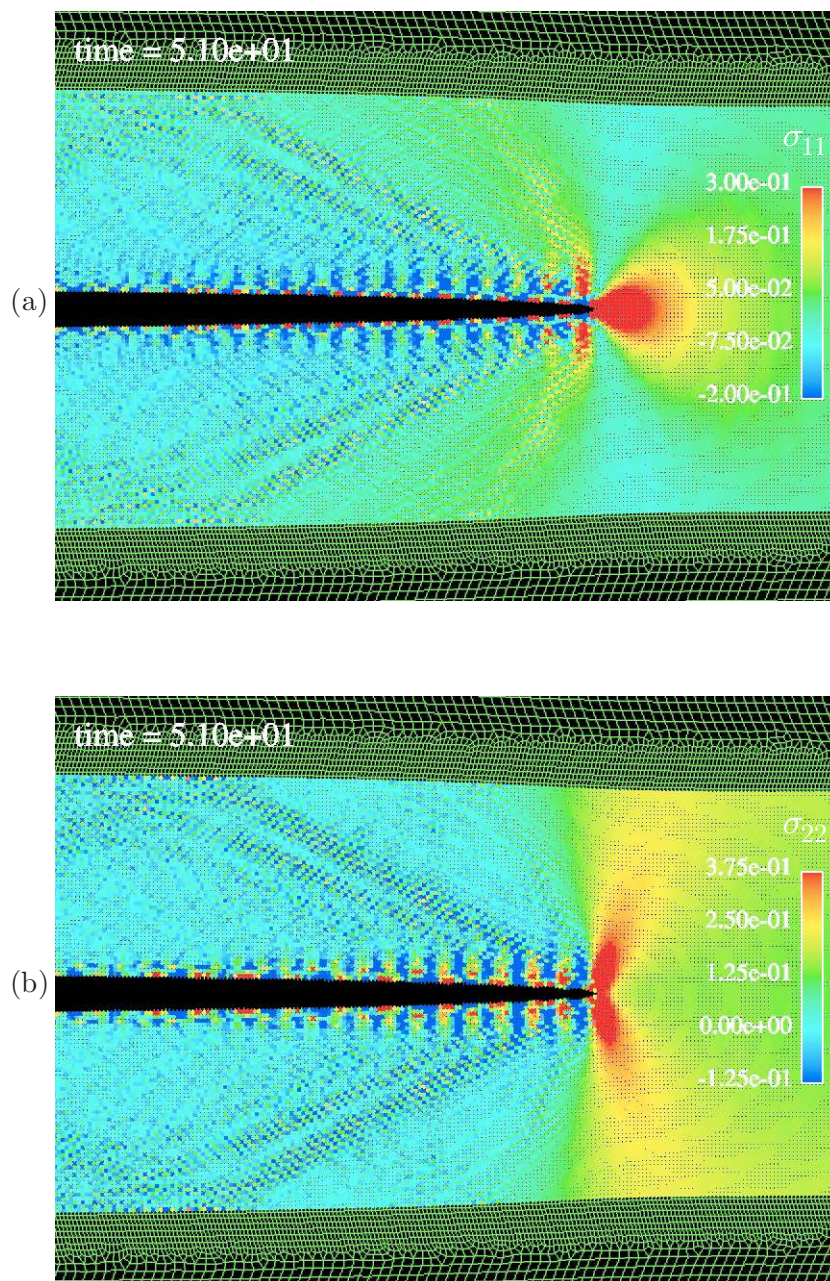 time = 5.10e+01
σ₁₁
3.00e-01
1.75e-01
(a)
5.00e-02
-7.50e-02
-2.00e-01
time = 5.10e+01
σ₂₂
3.75e-01
2.50e-01
(b)
1.25e-01
0.00e+00
-1.25e-01